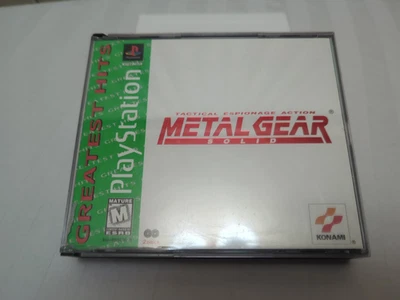 GREATEST HITS
PlayStation
TACTICAL ESPIONAGE ACTION
METAL GEAR
SOLID
MATURE
M
KONAMI